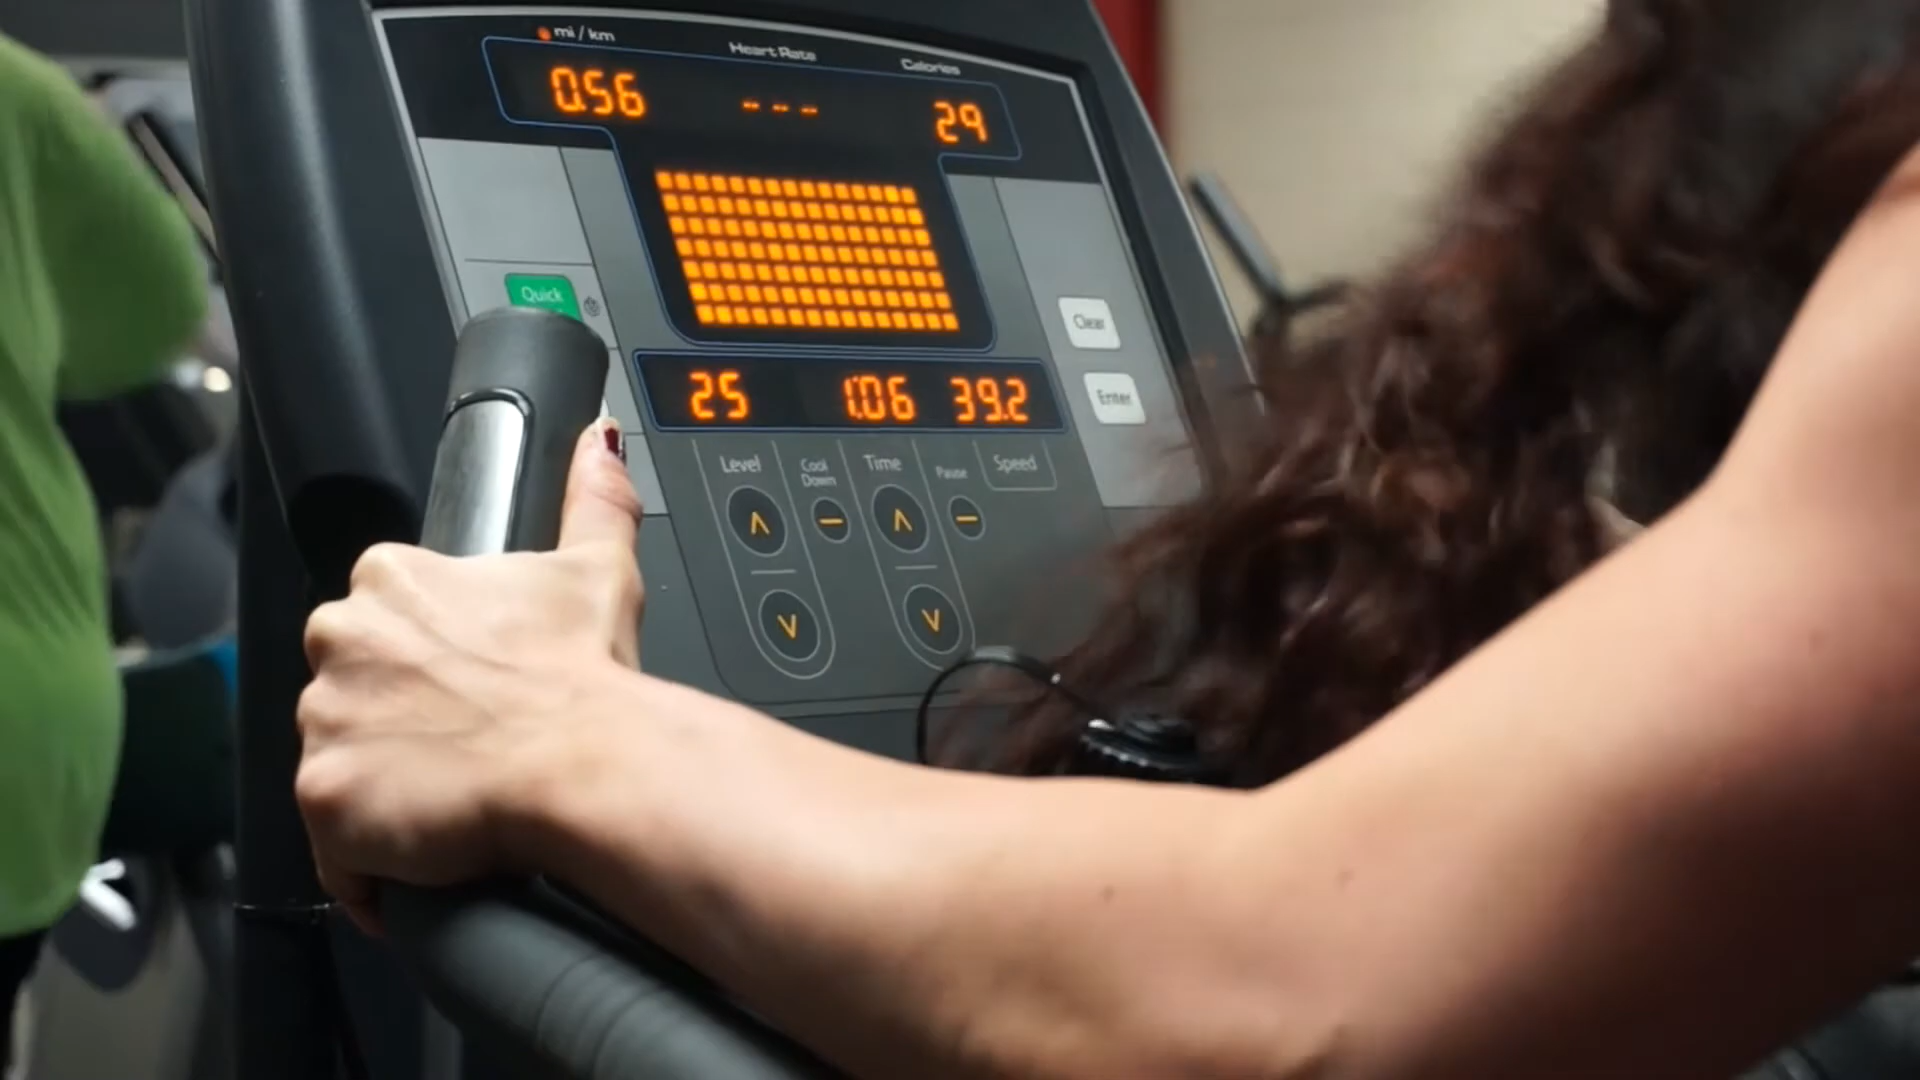 mi / km Heart Rate Calories
0.56 - - - 29
Quick
Clear
25 1:06 39.2
Enter
Level Cool Down Time Pause Speed